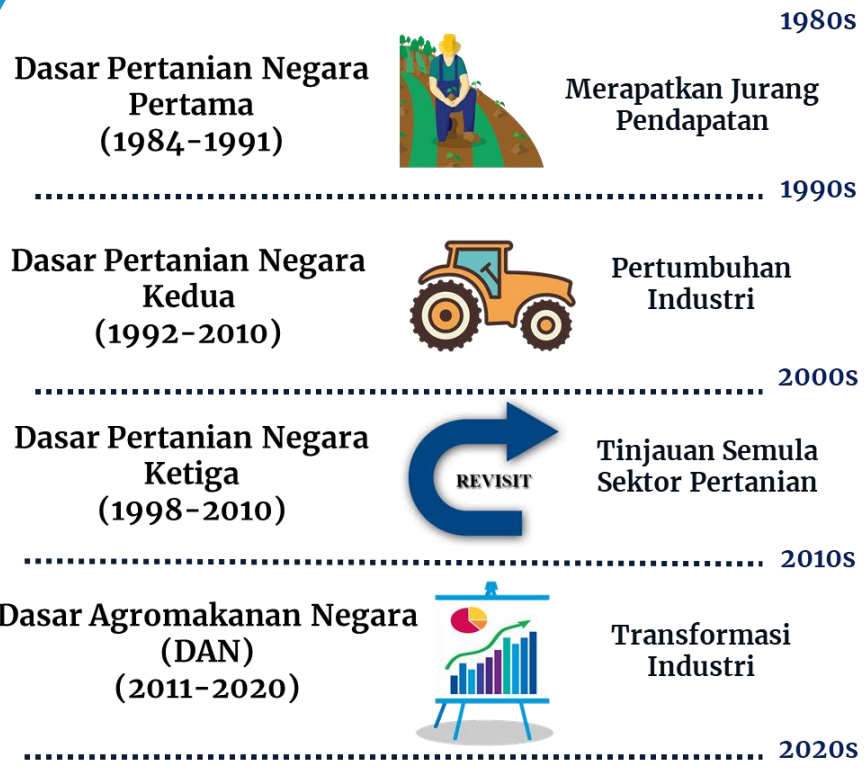 1980s
Dasar Pertanian Negara
Pertama
(1984-1991)
Merapatkan Jurang
Pendapatan
1990s
Dasar Pertanian Negara
Kedua
(1992-2010)
Pertumbuhan
Industri
2000s
Dasar Pertanian Negara
Ketiga
(1998-2010)
REVISIT
Tinjauan Semula
Sektor Pertanian
2010s
Dasar Agromakanan Negara
(DAN)
(2011-2020)
Transformasi
Industri
2020s